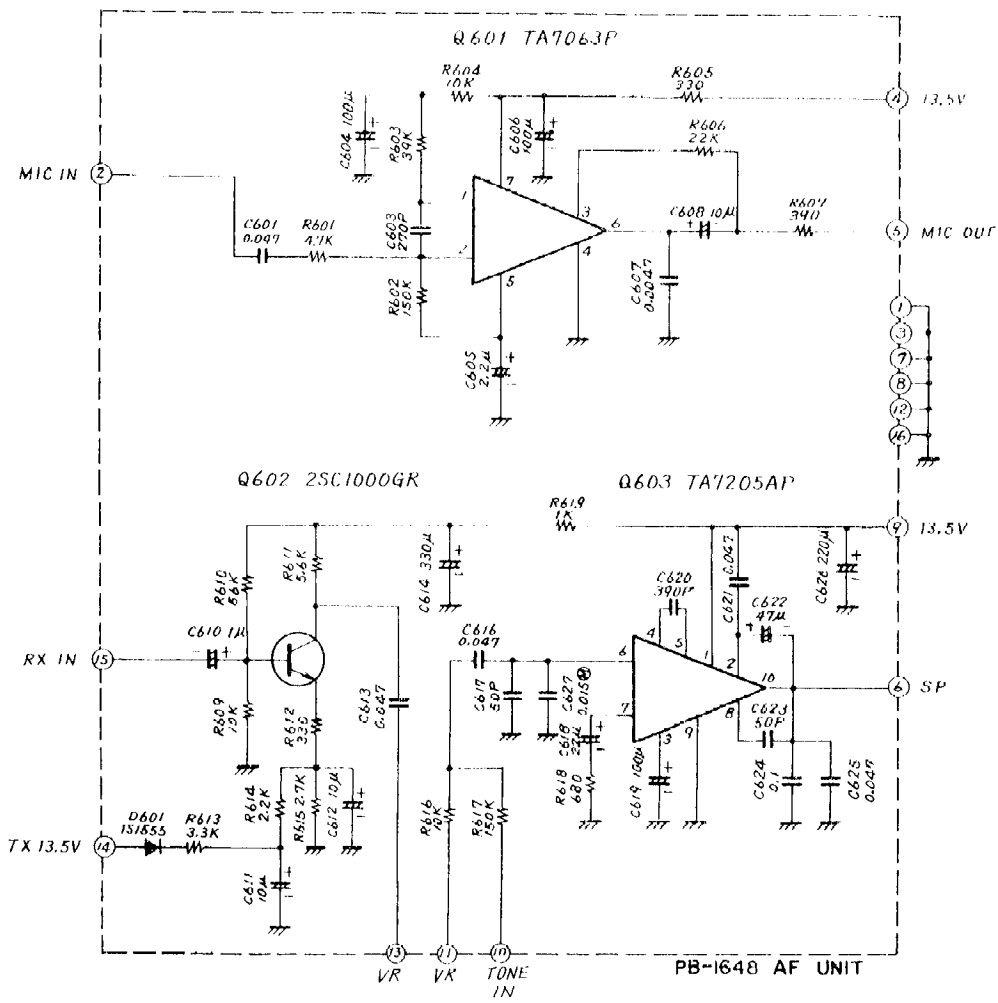 Q601 TA7063P
R604
10K
R605
330
④ 13.5V
C604 100μ
+
R603
39K
C606
100μ
+
R606
22K
MIC IN ②
1
7
3
6
C608 10μ
+
R607
390
⑤ MIC OUT
C601
0.047
R601
4.7K
C603
270P
2
4
5
R602
150K
C607
0.0047
C605
2.2μ
+
①
③
⑦
⑧
⑫
⑯
Q602 2SC1000GR
Q603 TA7205AP
R619
1K
⑨ 13.5V
R610
56K
R611
5.6K
C614 330μ
+
C620
390P
C621 0.047
C626 220μ
+
C622
47μ
+
C610 1μ
+
C616
0.047
4
5
1
2
RX IN ⑮
6
10
⑥ SP
R609
10K
R612
330
C613
0.047
C617
50P
C627
0.015 M
7
8
C623
50P
C618
22μ
+
3
9
R614
2.2K
R615 2.7K
C612 10μ
+
R616
10K
R617
150K
R618
680
C619 100μ
+
C624
0.1
C625
0.047
D601
1S1555
R613
3.3K
TX 13.5V ⑭
C611
10μ
+
⑬
⑪
⑩
VR
VR
TONE
IN
PB-1648 AF UNIT